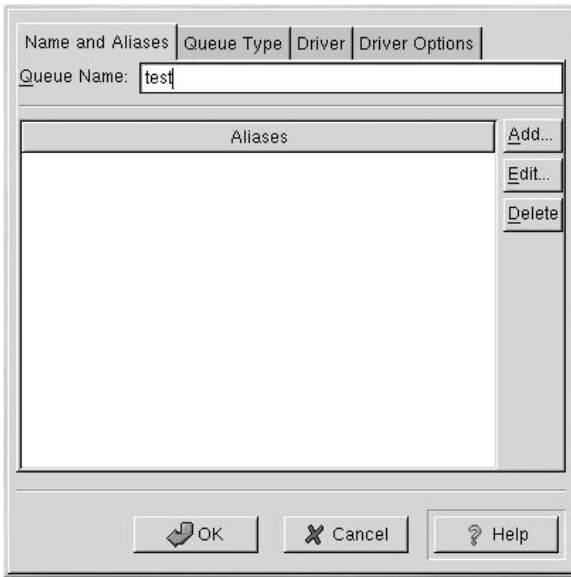 Name and Aliases Queue Type Driver Driver Options
Queue Name: test
Aliases
Add...
Edit...
Delete
OK Cancel Help